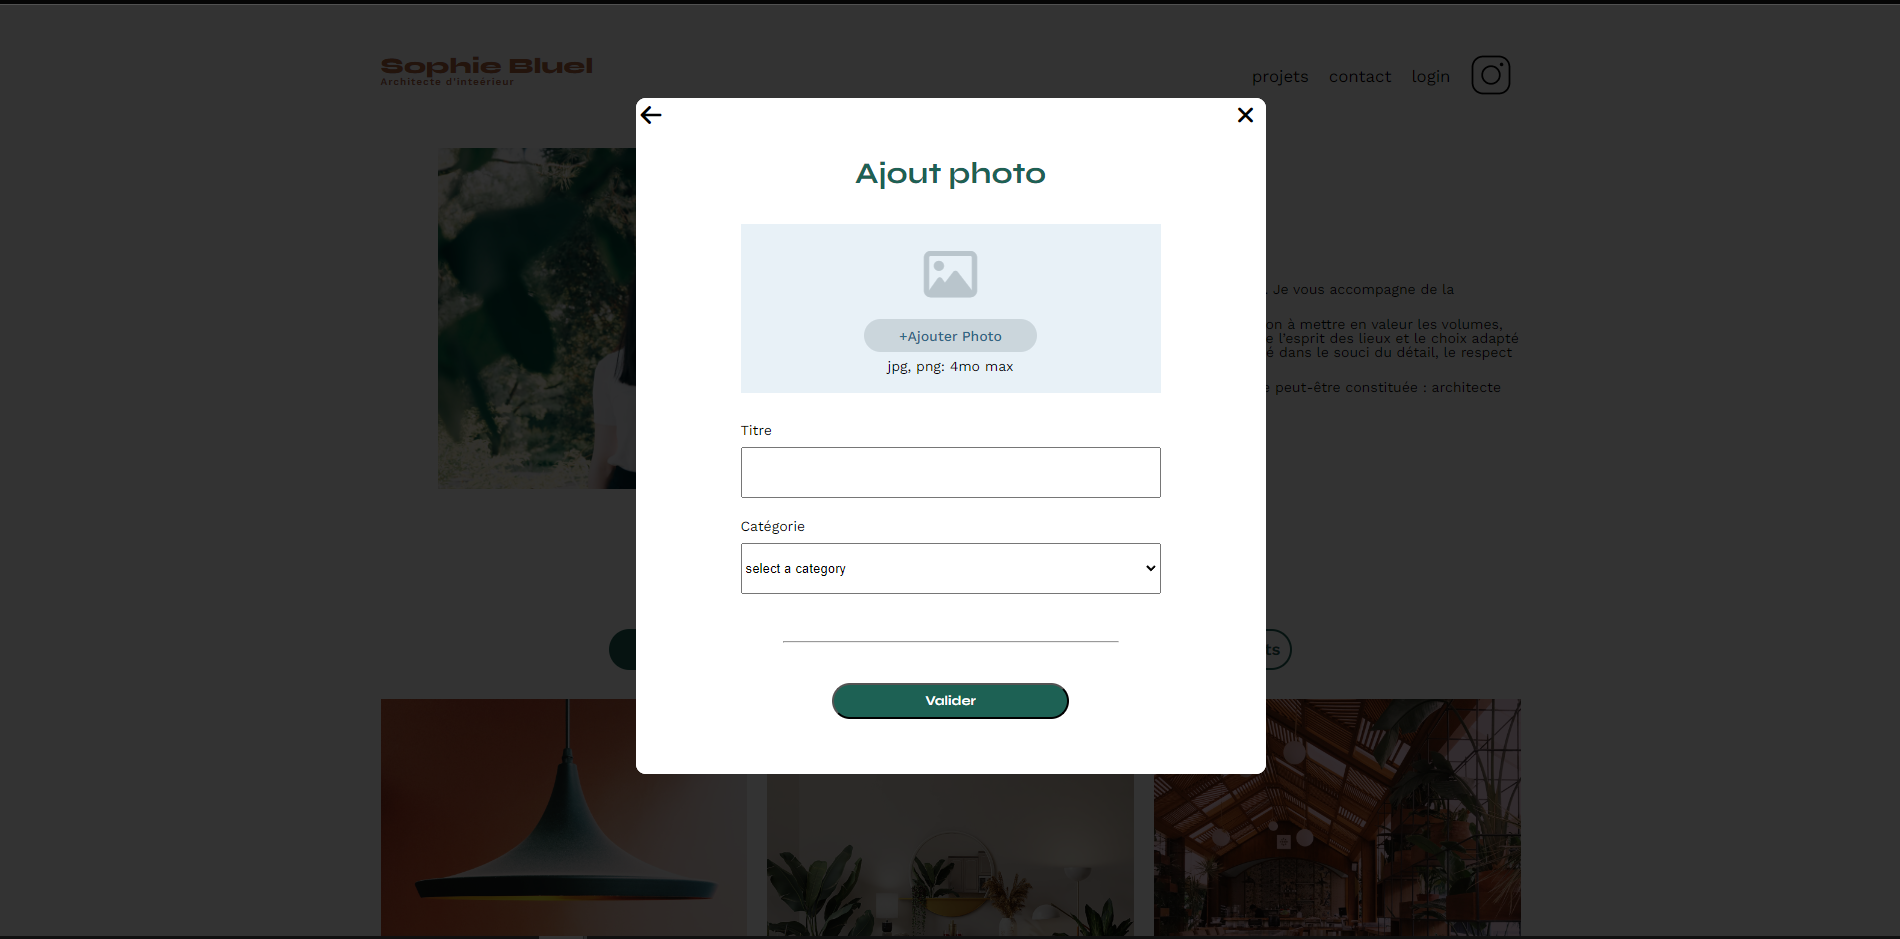 Sophie Bluel
Architecte d'inteérieur
projets contact login
Ajout photo
+Ajouter Photo
jpg, png: 4mo max
Titre
Catégorie
select a category
Valider
. Je vous accompagne de la
on à mettre en valeur les volumes,
e l'esprit des lieux et le choix adapté
é dans le souci du détail, le respect
e peut-être constituée : architecte
ts